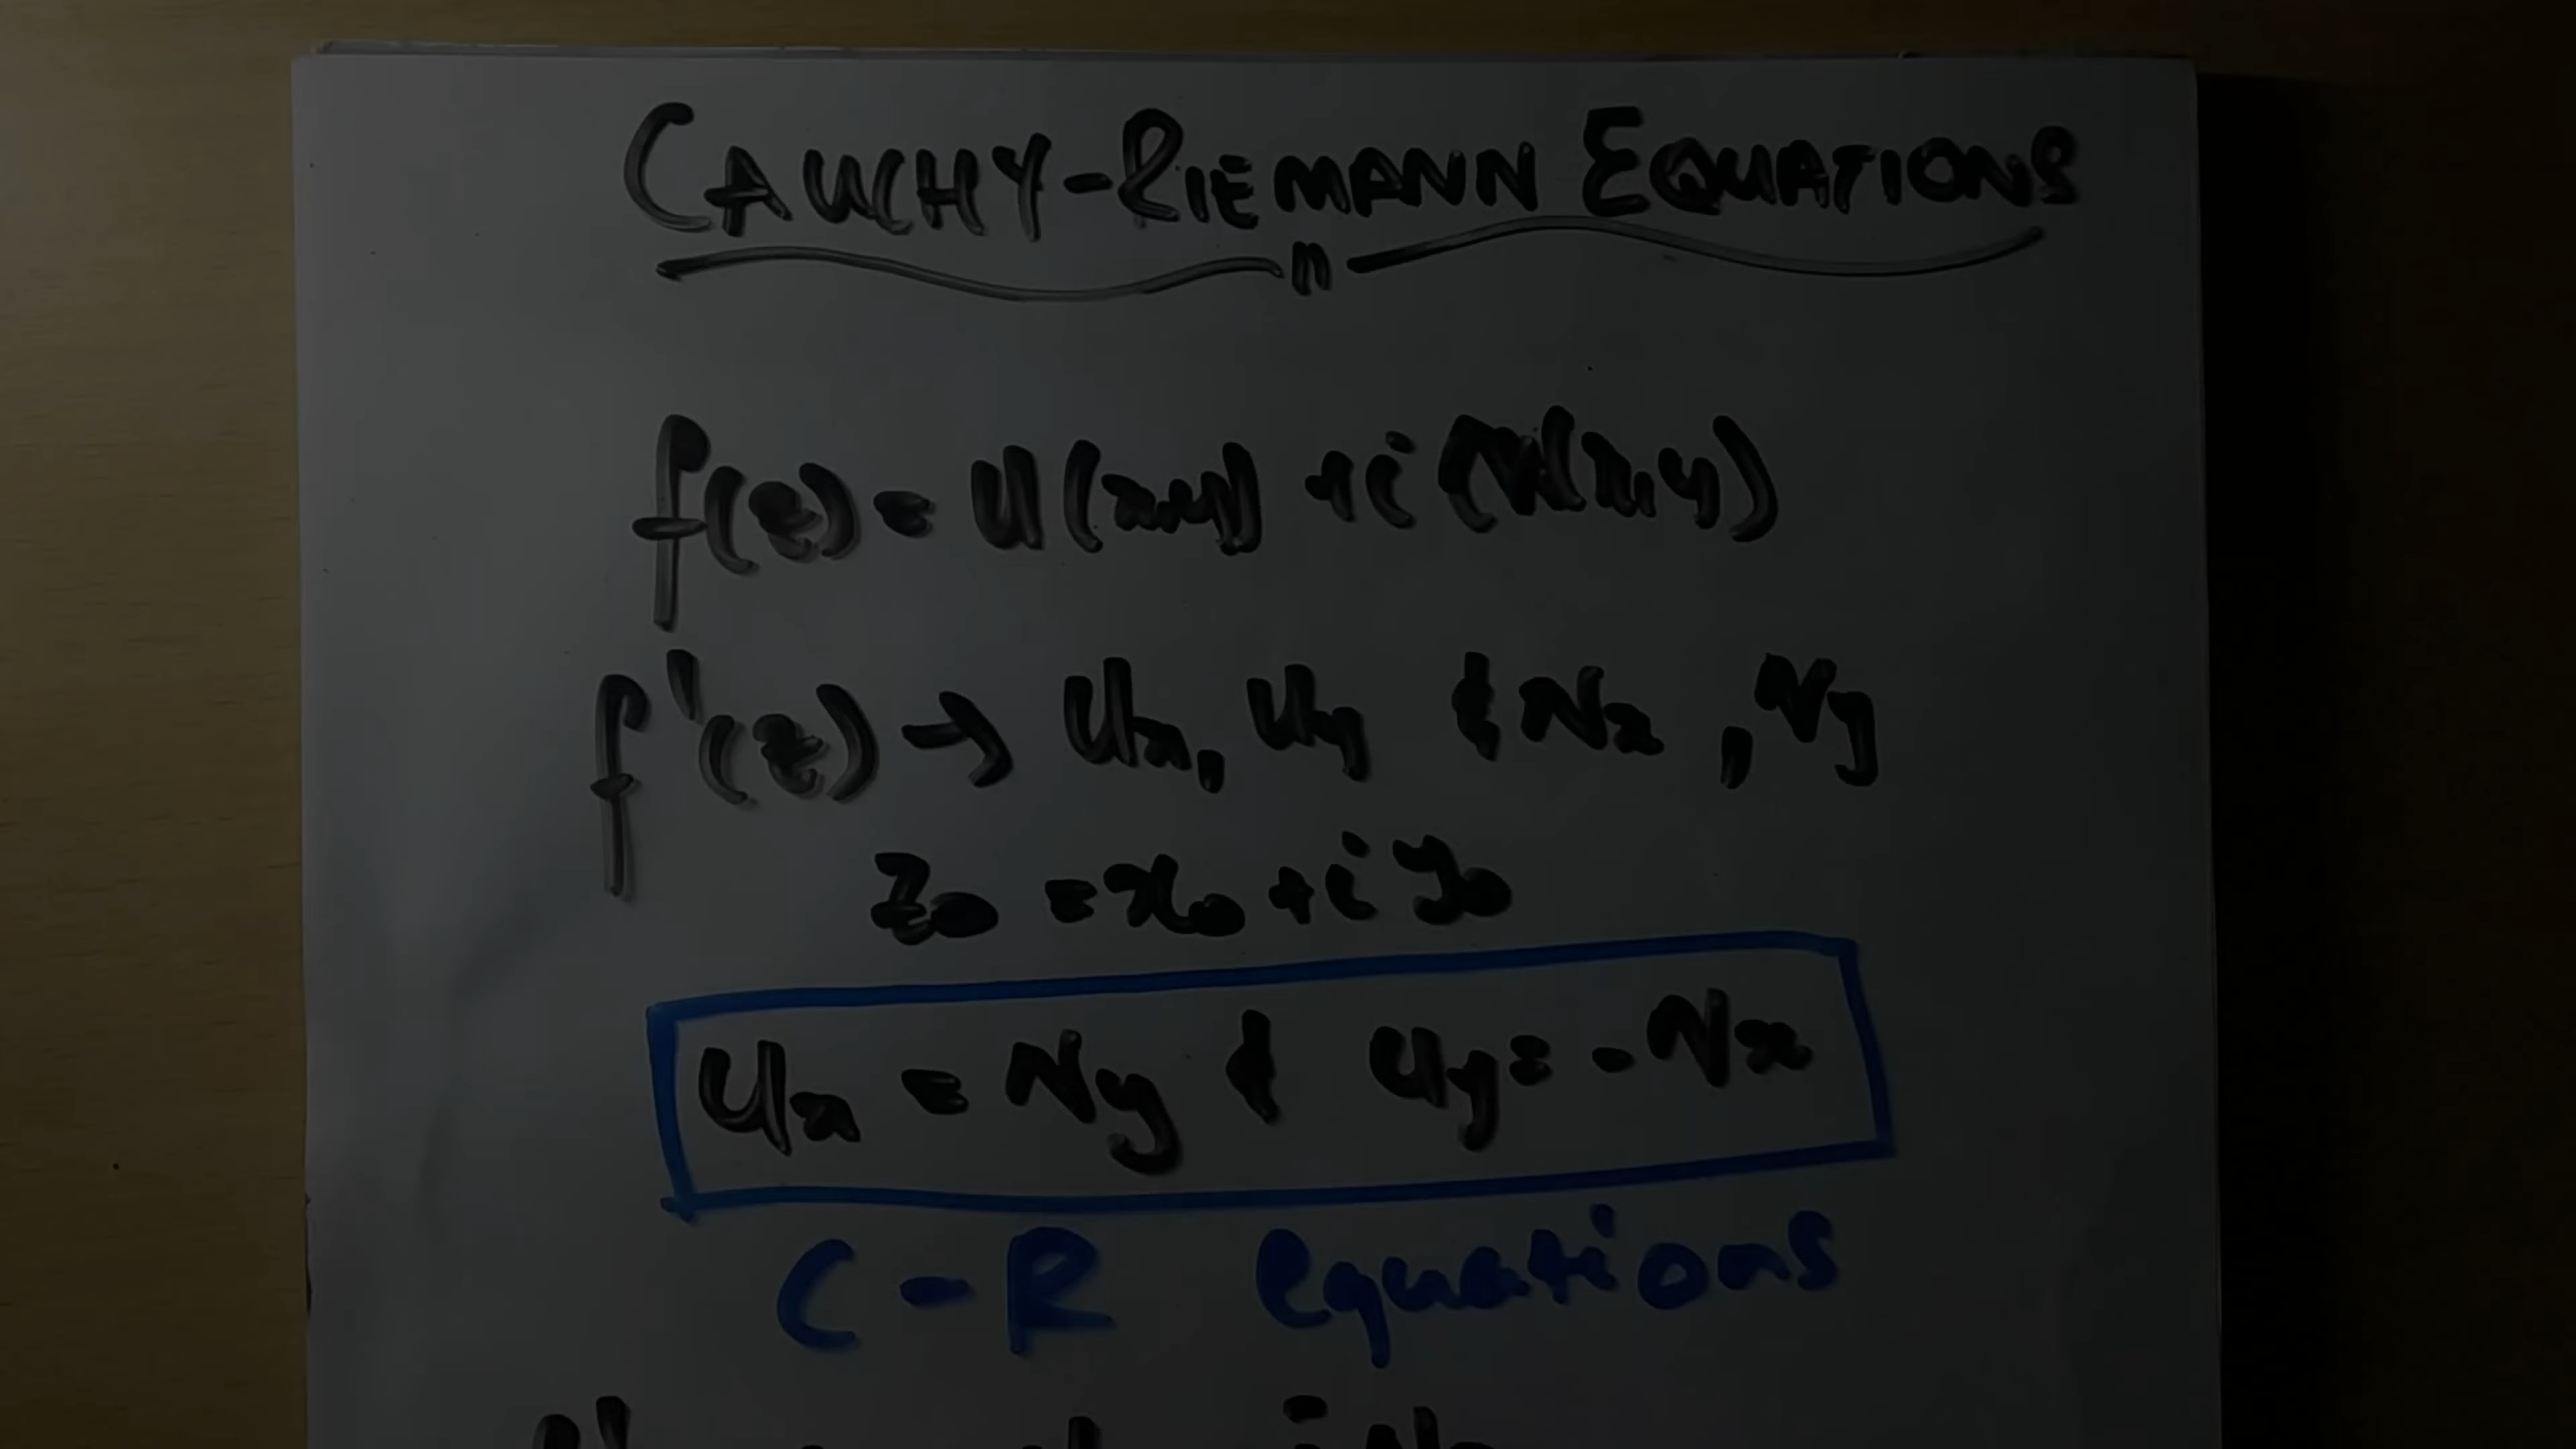 CAUCHY-RIEMANN EQUATIONS
f(z) = u(x,y) + i(v(x,y)
f'(z) → ux, uy & vx, vy
z0 = x0 + i y0
ux = vy & uy = -vx
C-R equations